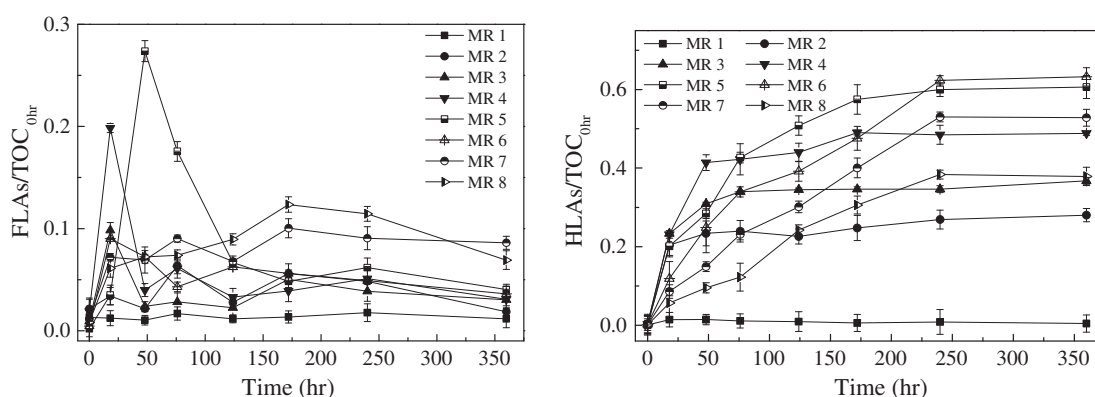 FLAs/TOC0hr
0.3
0.2
0.1
0.0
0 50 100 150 200 250 300 350
Time (hr)
MR 1
MR 2
MR 3
MR 4
MR 5
MR 6
MR 7
MR 8
HLAs/TOC0hr
0.6
0.4
0.2
0.0
0 50 100 150 200 250 300 350
Time (hr)
MR 1 MR 2
MR 3 MR 4
MR 5 MR 6
MR 7 MR 8